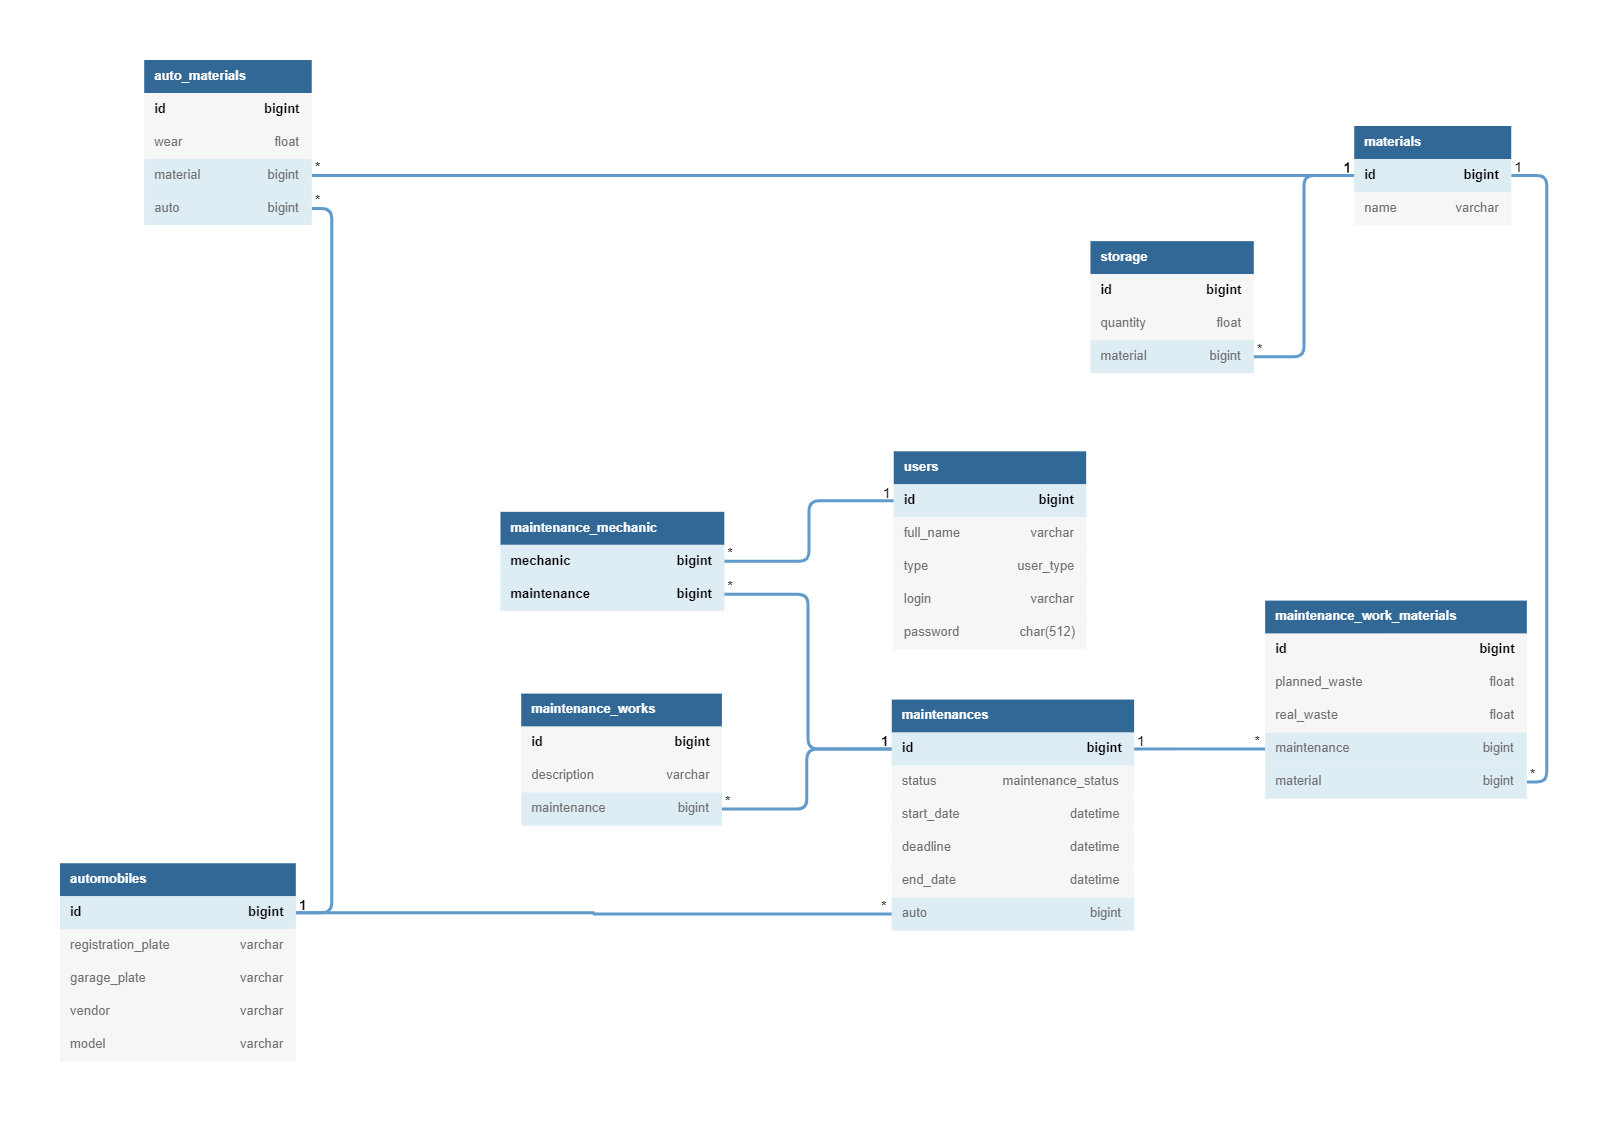 auto_materials
id bigint
wear float
material bigint *
auto bigint *
materials
1 id bigint 1
name varchar
storage
id bigint
quantity float
material bigint *
users
1 id bigint
full_name varchar
type user_type
login varchar
password char(512)
maintenance_mechanic
mechanic bigint *
maintenance bigint *
maintenance_work_materials
id bigint
planned_waste float
real_waste float
* maintenance bigint
material bigint *
maintenance_works
id bigint
description varchar
maintenance bigint *
maintenances
1 id bigint 1
status maintenance_status
start_date datetime
deadline datetime
end_date datetime
* auto bigint
automobiles
id bigint 1
registration_plate varchar
garage_plate varchar
vendor varchar
model varchar